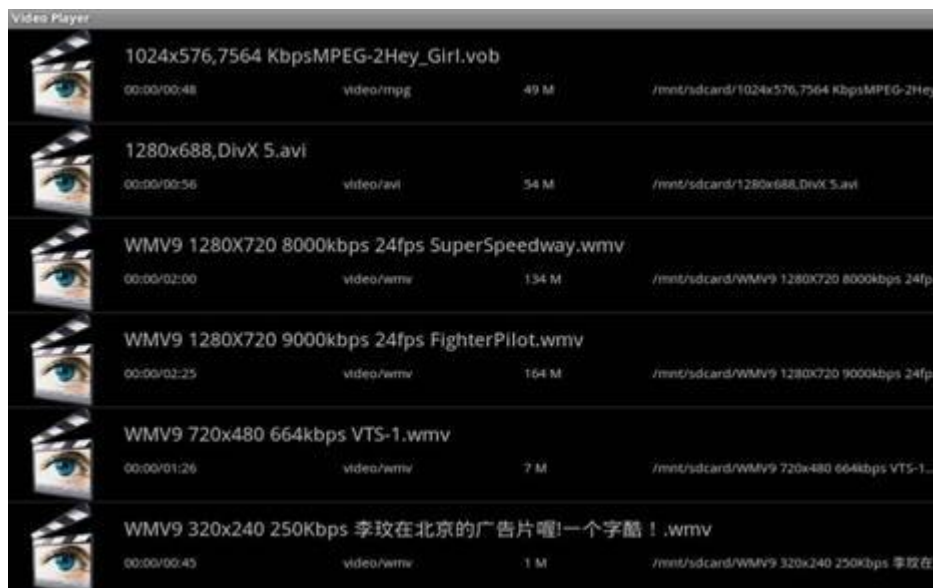 Video Player
1024x576,7564 KbpsMPEG-2Hey_Girl.vob
00:00/00:48 video/mpg 49 M /mnt/sdcard/1024x576,7564 KbpsMPEG-2Hey
1280x688,DivX 5.avi
00:00/00:56 video/avi 54 M /mnt/sdcard/1280x688,DivX 5.avi
WMV9 1280X720 8000kbps 24fps SuperSpeedway.wmv
00:00/02:00 video/wmv 134 M /mnt/sdcard/WMV9 1280X720 8000kbps 24fp
WMV9 1280X720 9000kbps 24fps FighterPilot.wmv
00:00/02:25 video/wmv 164 M /mnt/sdcard/WMV9 1280X720 9000kbps 24fp
WMV9 720x480 664kbps VTS-1.wmv
00:00/01:26 video/wmv 7 M /mnt/sdcard/WMV9 720x480 664kbps VTS-1...
WMV9 320x240 250Kbps 李玟在北京的广告片喔!一个字酷！.wmv
00:00/00:45 video/wmv 1 M /mnt/sdcard/WMV9 320x240 250Kbps 李玟在